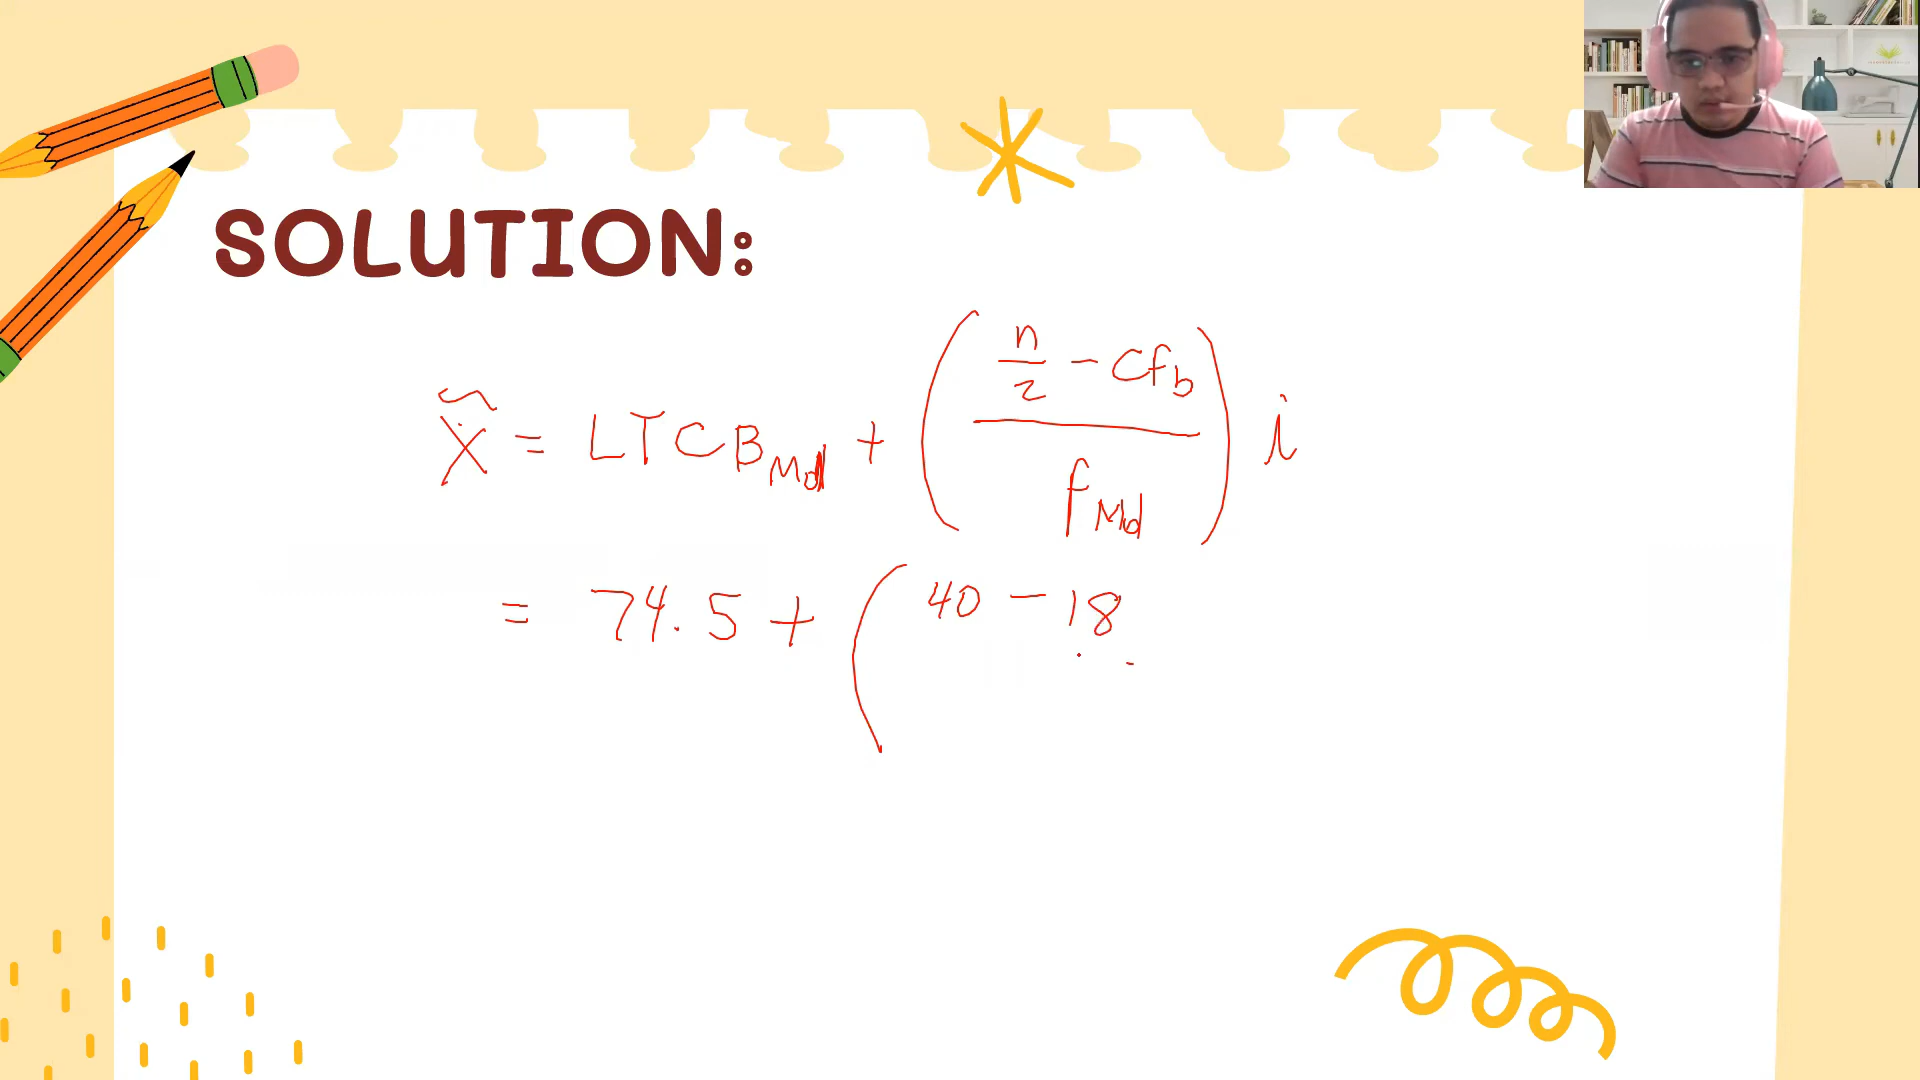 SOLUTION:
x̃ = LTCB_Md + ( (n/2 - cf_b) / f_Md ) i
= 74.5 + ( 40 - 18